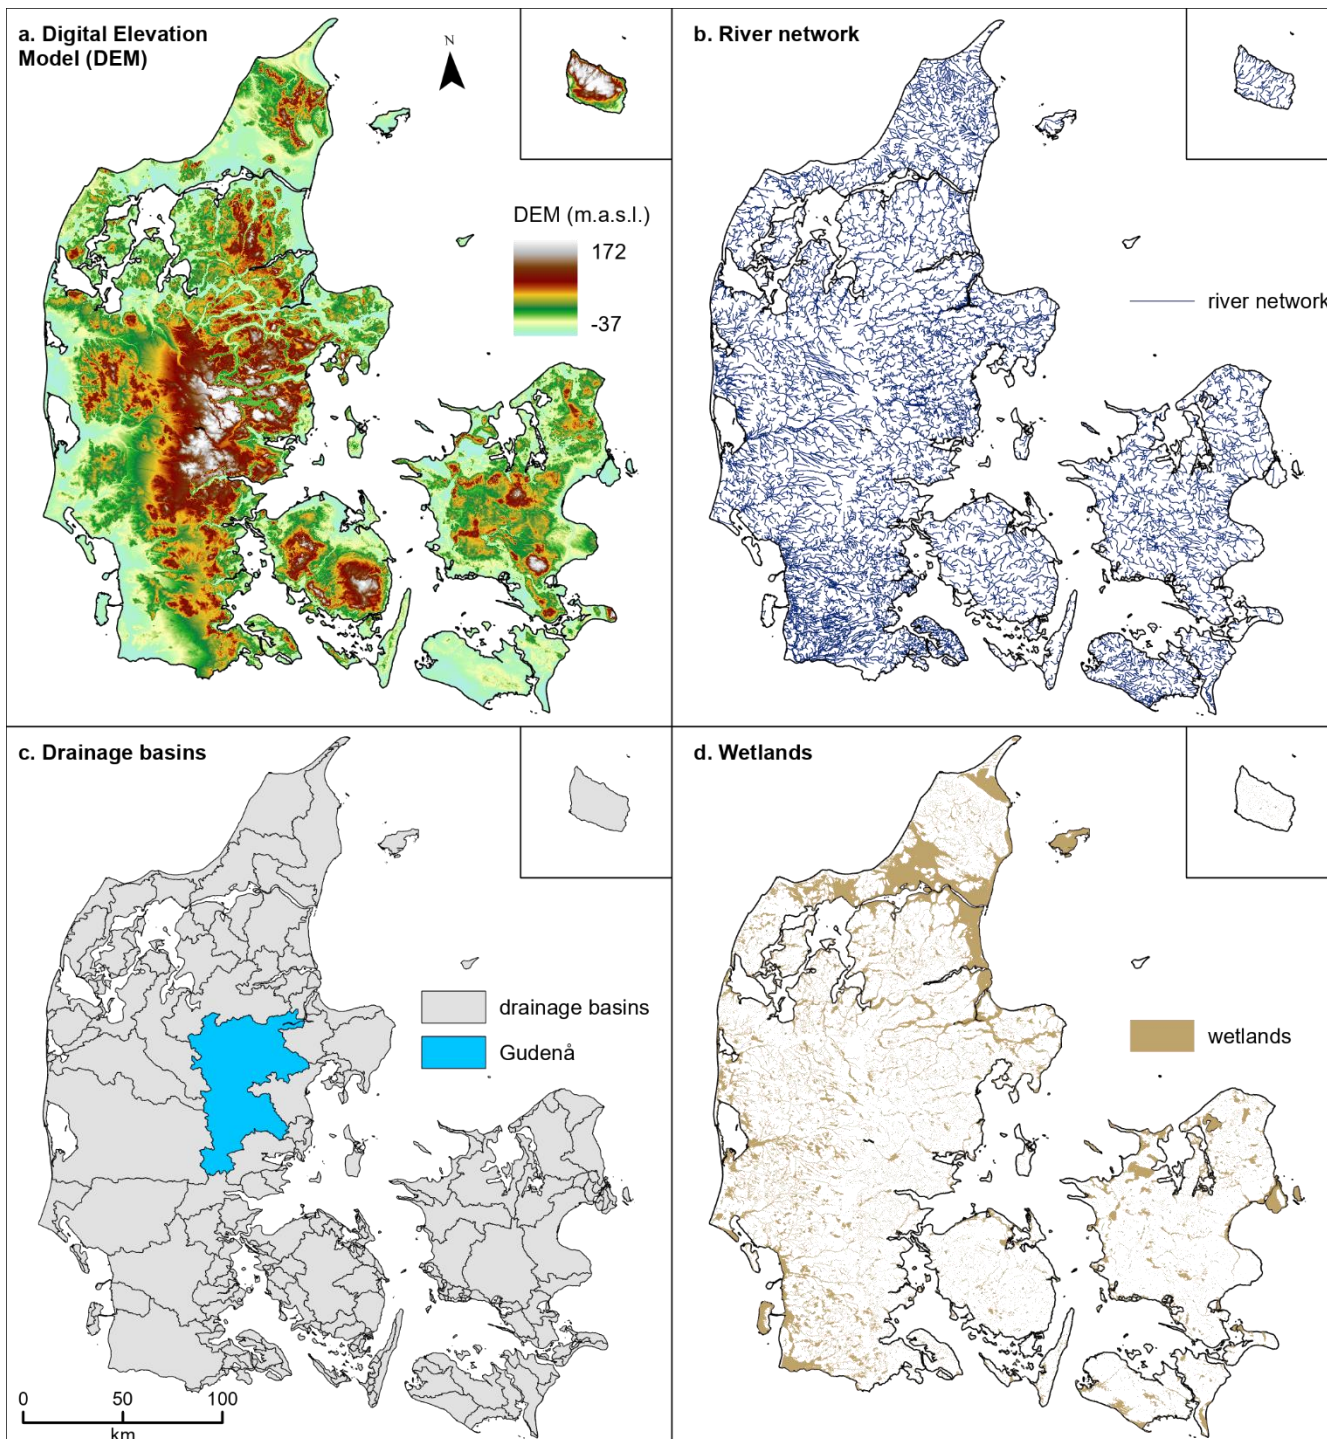 a. Digital Elevation
Model (DEM)
N
DEM (m.a.s.l.)
172
-37
b. River network
river network
c. Drainage basins
drainage basins
Gudenå
0 50 100
km
d. Wetlands
wetlands